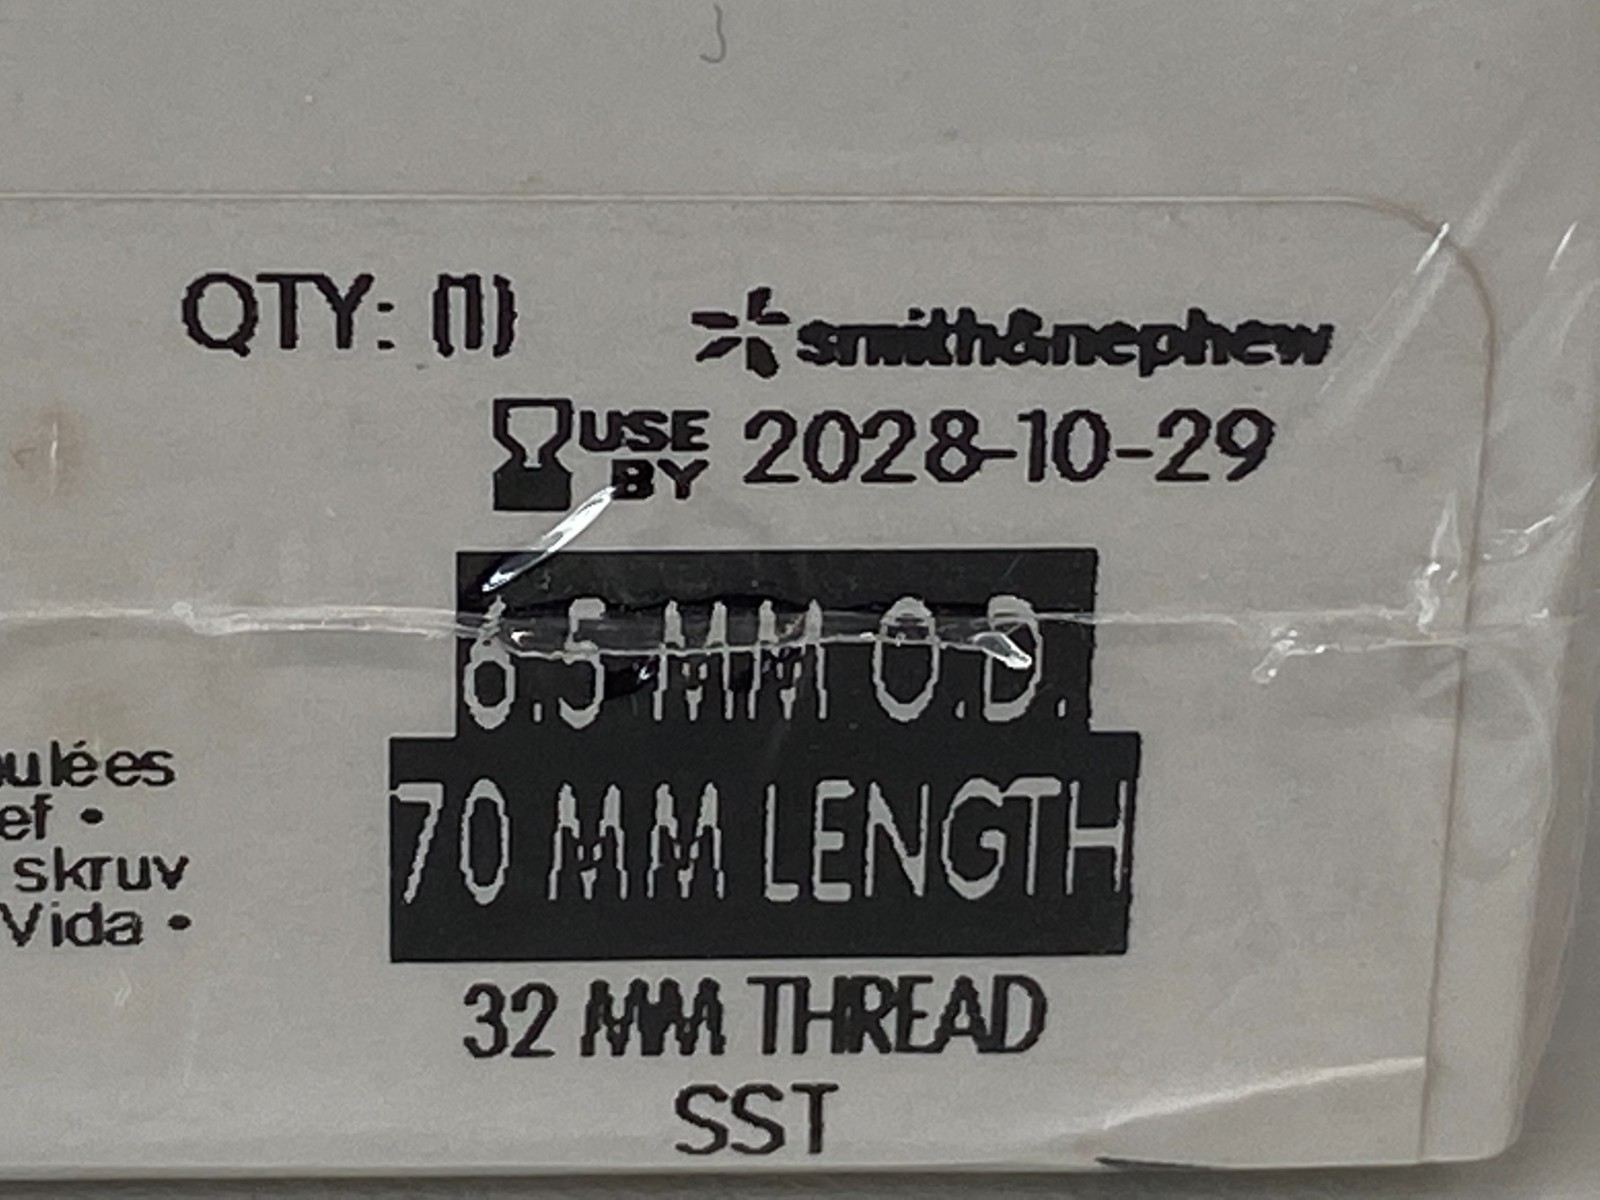 QTY: (1)
smith&nephew
USE BY 2028-10-29
6.5 MM O.D.
70 MM LENGTH
ulées
ef •
skruv
Vida •
32 MM THREAD
SST